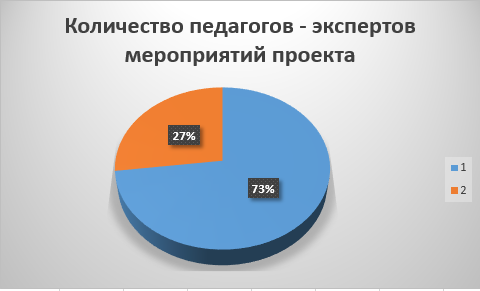 Количество педагогов - экспертов
мероприятий проекта
27%
73%
1
2